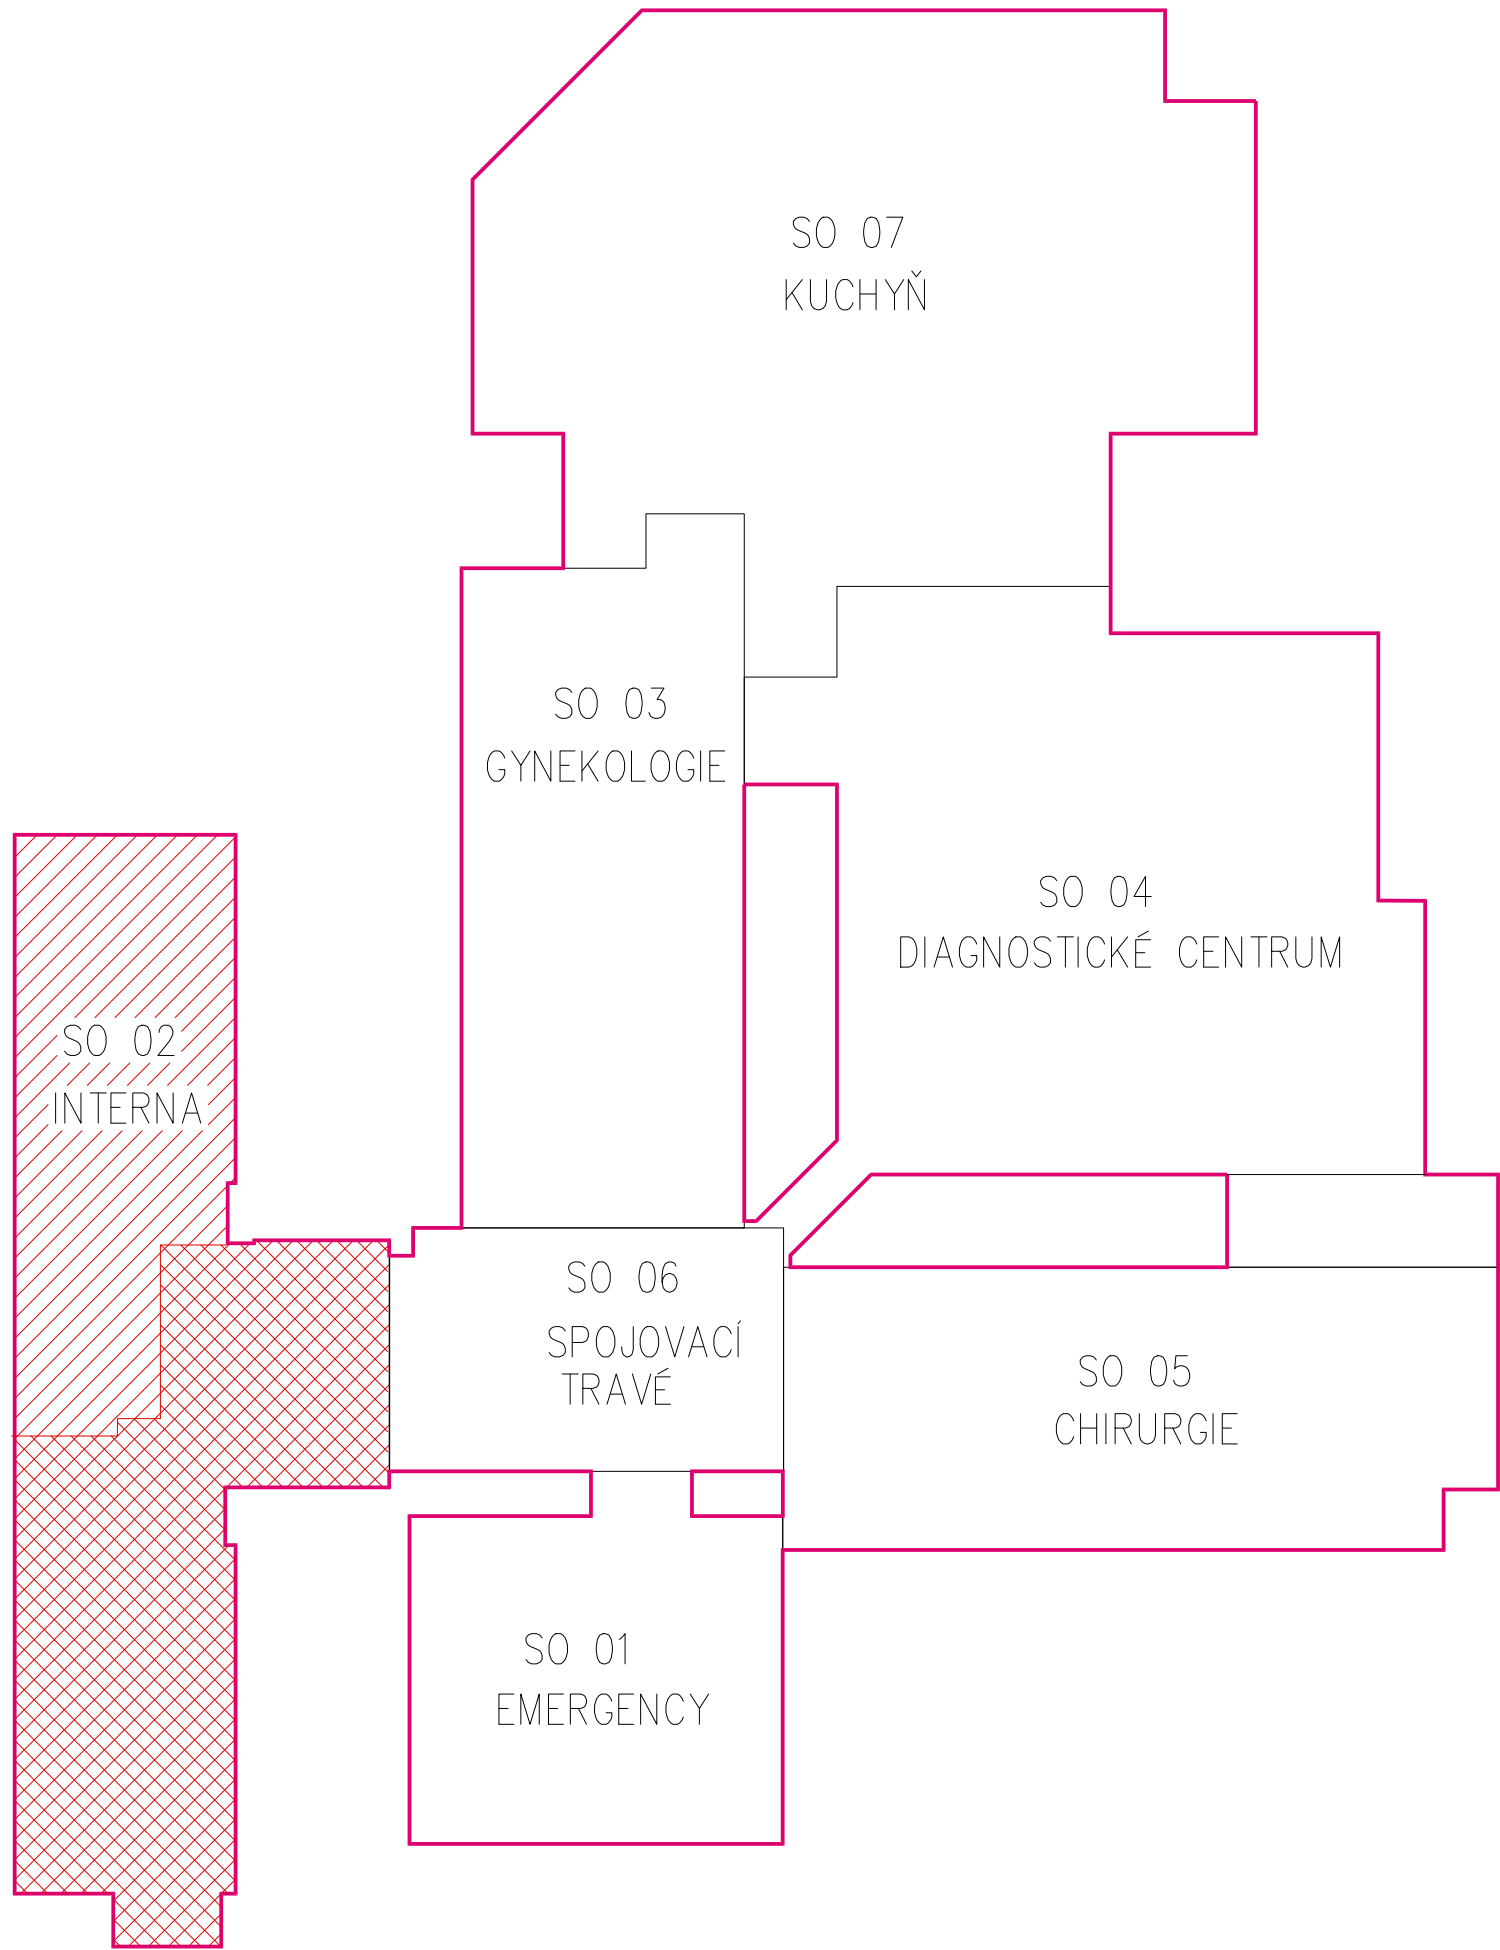 SO 07
KUCHYŇ
SO 03
GYNEKOLOGIE
SO 04
DIAGNOSTICKÉ CENTRUM
SO 02
INTERNA
SO 06
SPOJOVACÍ
TRAVÉ
SO 05
CHIRURGIE
SO 01
EMERGENCY